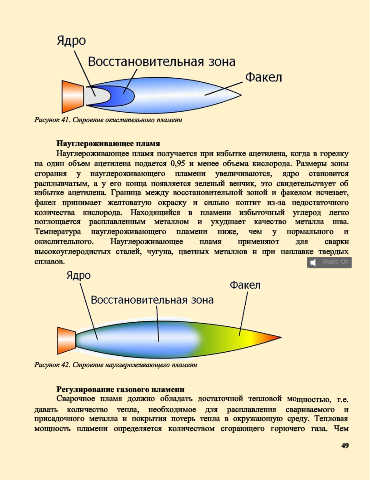 Ядро
Восстановительная зона
Факел
Рисунок 41. Строение окислительного пламени
Науглероживающее пламя
Науглероживающее пламя получается при избытке ацетилена, когда в горелку
на один объем ацетилена подается 0,95 и менее объема кислорода. Размеры зоны
сгорания у науглероживающего пламени увеличиваются, ядро становится
расплывчатым, а у его конца появляется зеленый венчик, это свидетельствует об
избытке ацетилена. Граница между восстановительной зоной и факелом исчезает,
факел принимает желтоватую окраску и сильно коптит из-за недостаточного
количества кислорода. Находящийся в пламени избыточный углерод легко
поглощается расплавленным металлом и ухудшает качество металла шва.
Температура науглероживающего пламени ниже, чем у нормального и
окислительного. Науглероживающее пламя применяют для сварки
высокоуглеродистых сталей, чугуна, цветных металлов и при наплавке твердых
сплавов.
Ядро
Факел
Восстановительная зона
Рисунок 42. Строение науглероживающего пламени
Регулирование газового пламени
Сварочное пламя должно обладать достаточной тепловой мощностью, т.е.
давать количество тепла, необходимое для расплавления свариваемого и
присадочного металла и покрытия потерь тепла в окружающую среду. Тепловая
мощность пламени определяется количеством сгорающего горючего газа. Чем
49